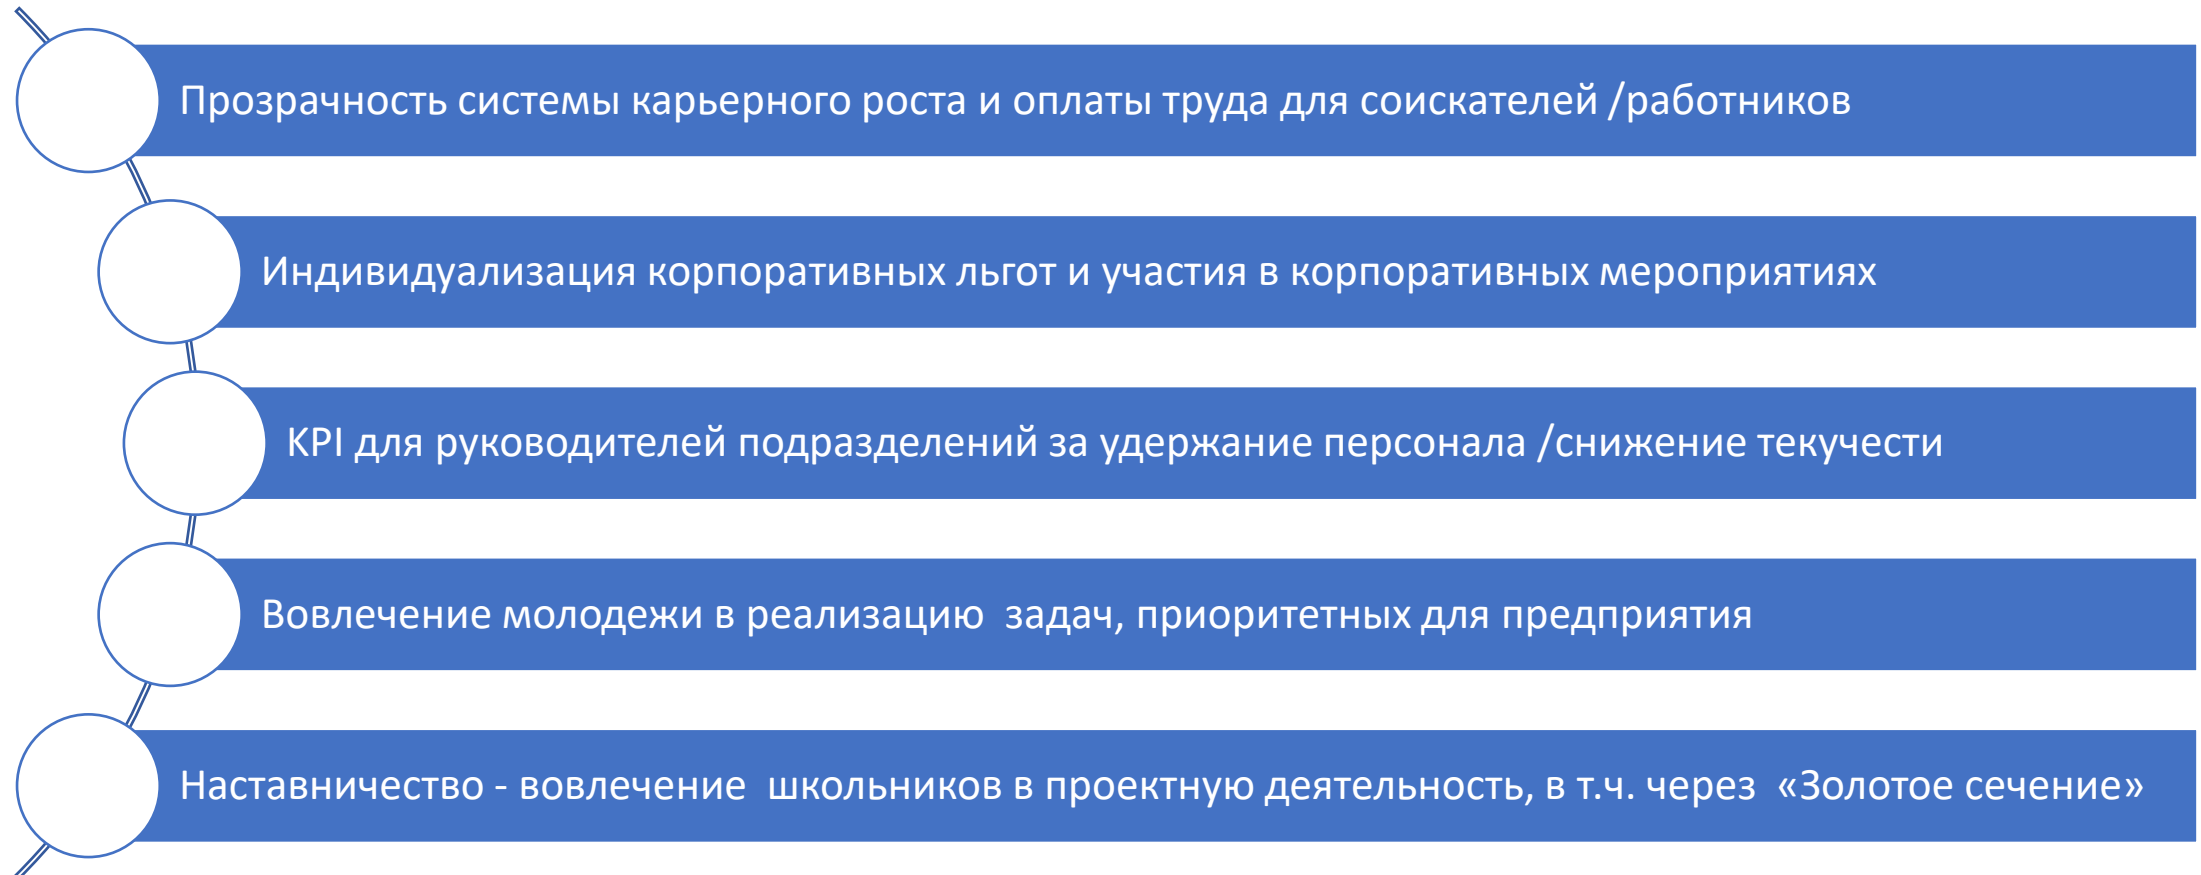 Прозрачность системы карьерного роста и оплаты труда для соискателей /работников
Индивидуализация корпоративных льгот и участия в корпоративных мероприятиях
KPI для руководителей подразделений за удержание персонала /снижение текучести
Вовлечение молодежи в реализацию  задач, приоритетных для предприятия
Наставничество - вовлечение  школьников в проектную деятельность, в т.ч. через  «Золотое сечение»